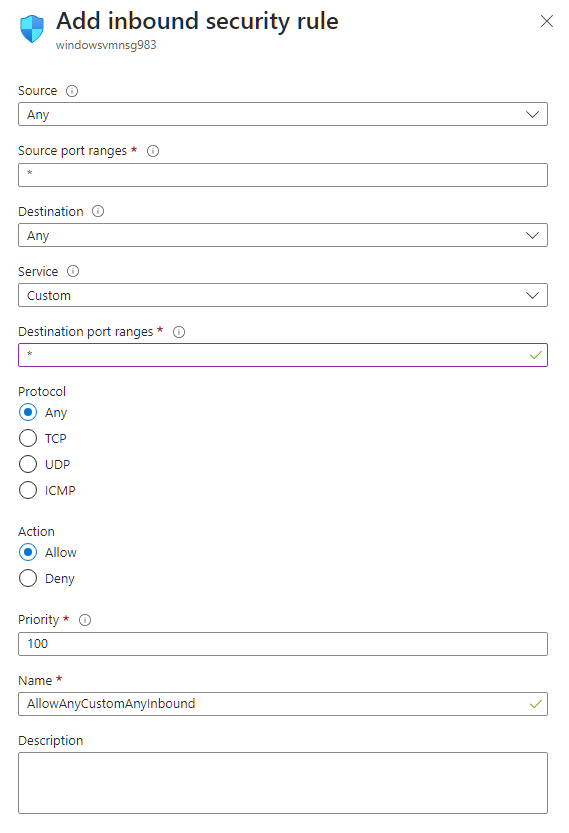 Add inbound security rule
windowsvmnsg983
Source
Any
Source port ranges *
*
Destination
Any
Service
Custom
Destination port ranges *
*
Protocol
Any
TCP
UDP
ICMP
Action
Allow
Deny
Priority *
100
Name *
AllowAnyCustomAnyInbound
Description